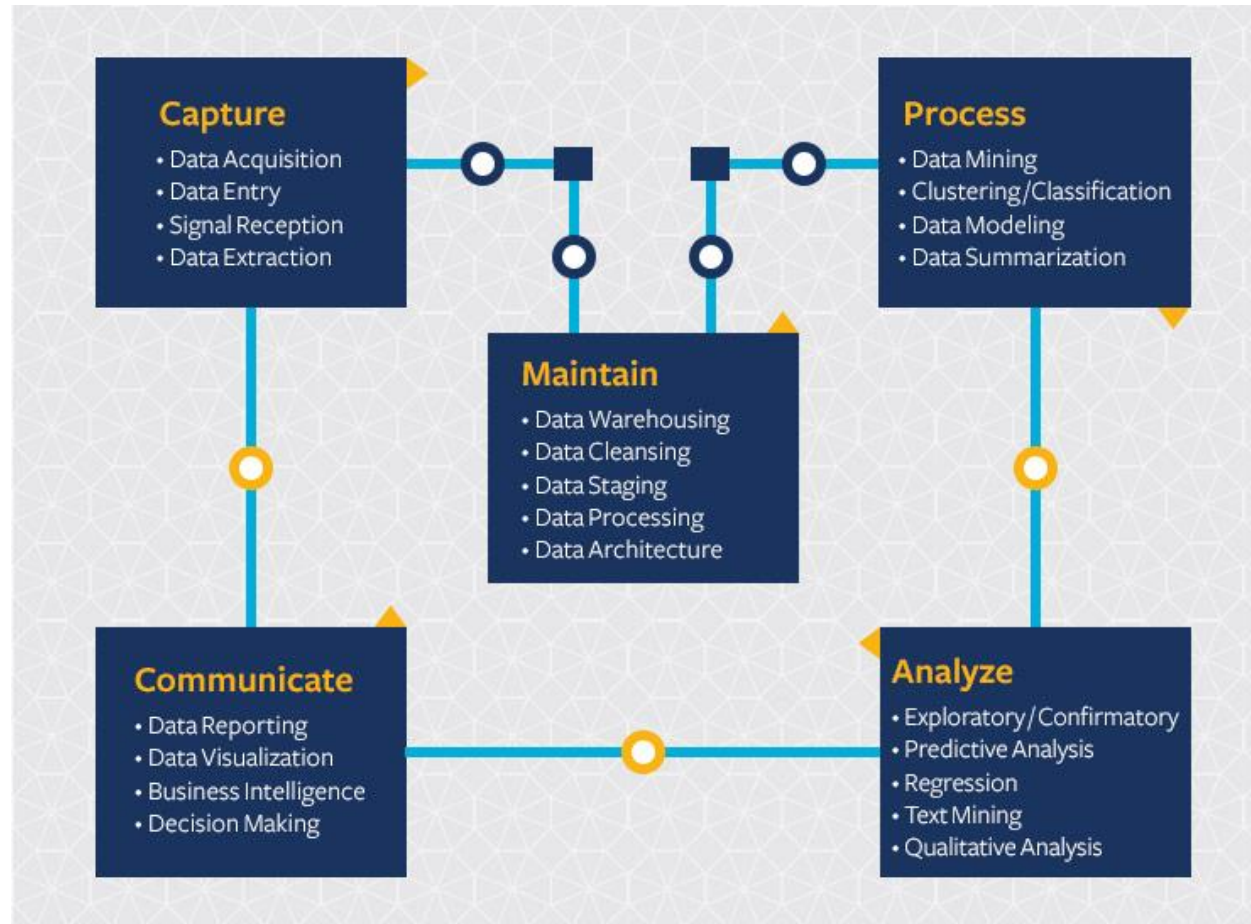 Capture
• Data Acquisition
• Data Entry
• Signal Reception
• Data Extraction
Process
• Data Mining
• Clustering/Classification
• Data Modeling
• Data Summarization
Maintain
• Data Warehousing
• Data Cleansing
• Data Staging
• Data Processing
• Data Architecture
Communicate
• Data Reporting
• Data Visualization
• Business Intelligence
• Decision Making
Analyze
• Exploratory/Confirmatory
• Predictive Analysis
• Regression
• Text Mining
• Qualitative Analysis